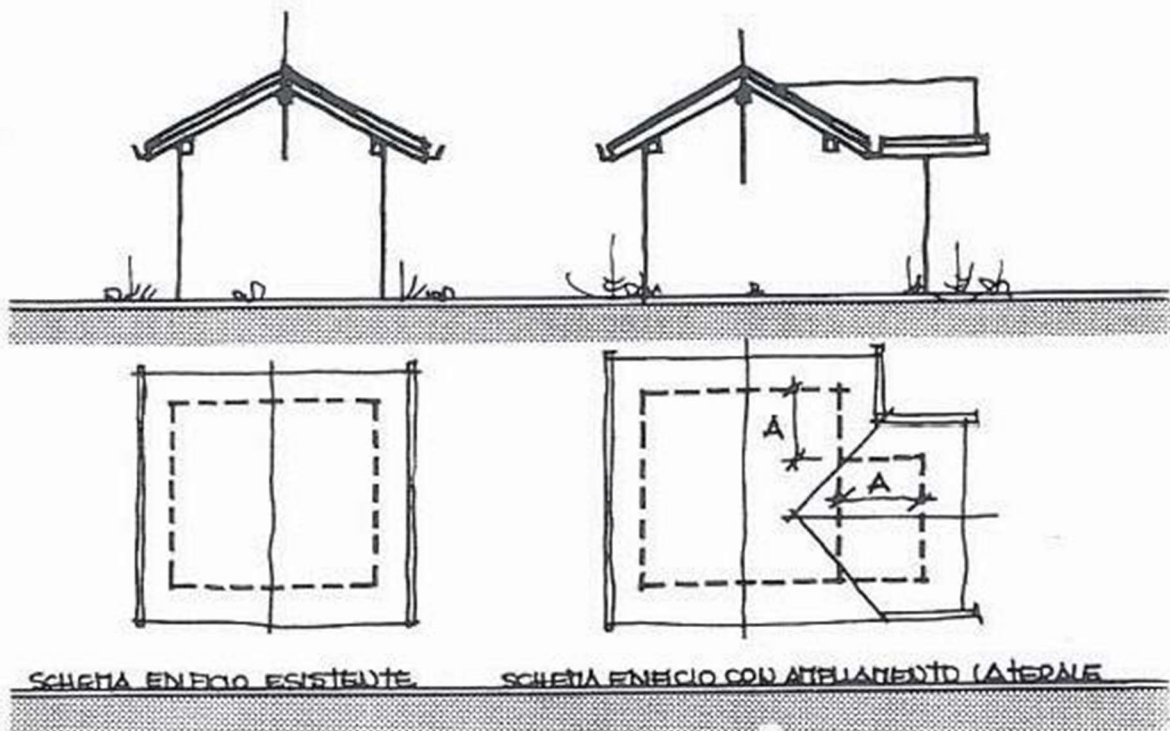 A
A
SCHEMA EDIFICIO ESISTENTE
SCHEMA EDIFICIO CON AMPLIAMENTO LATERALE